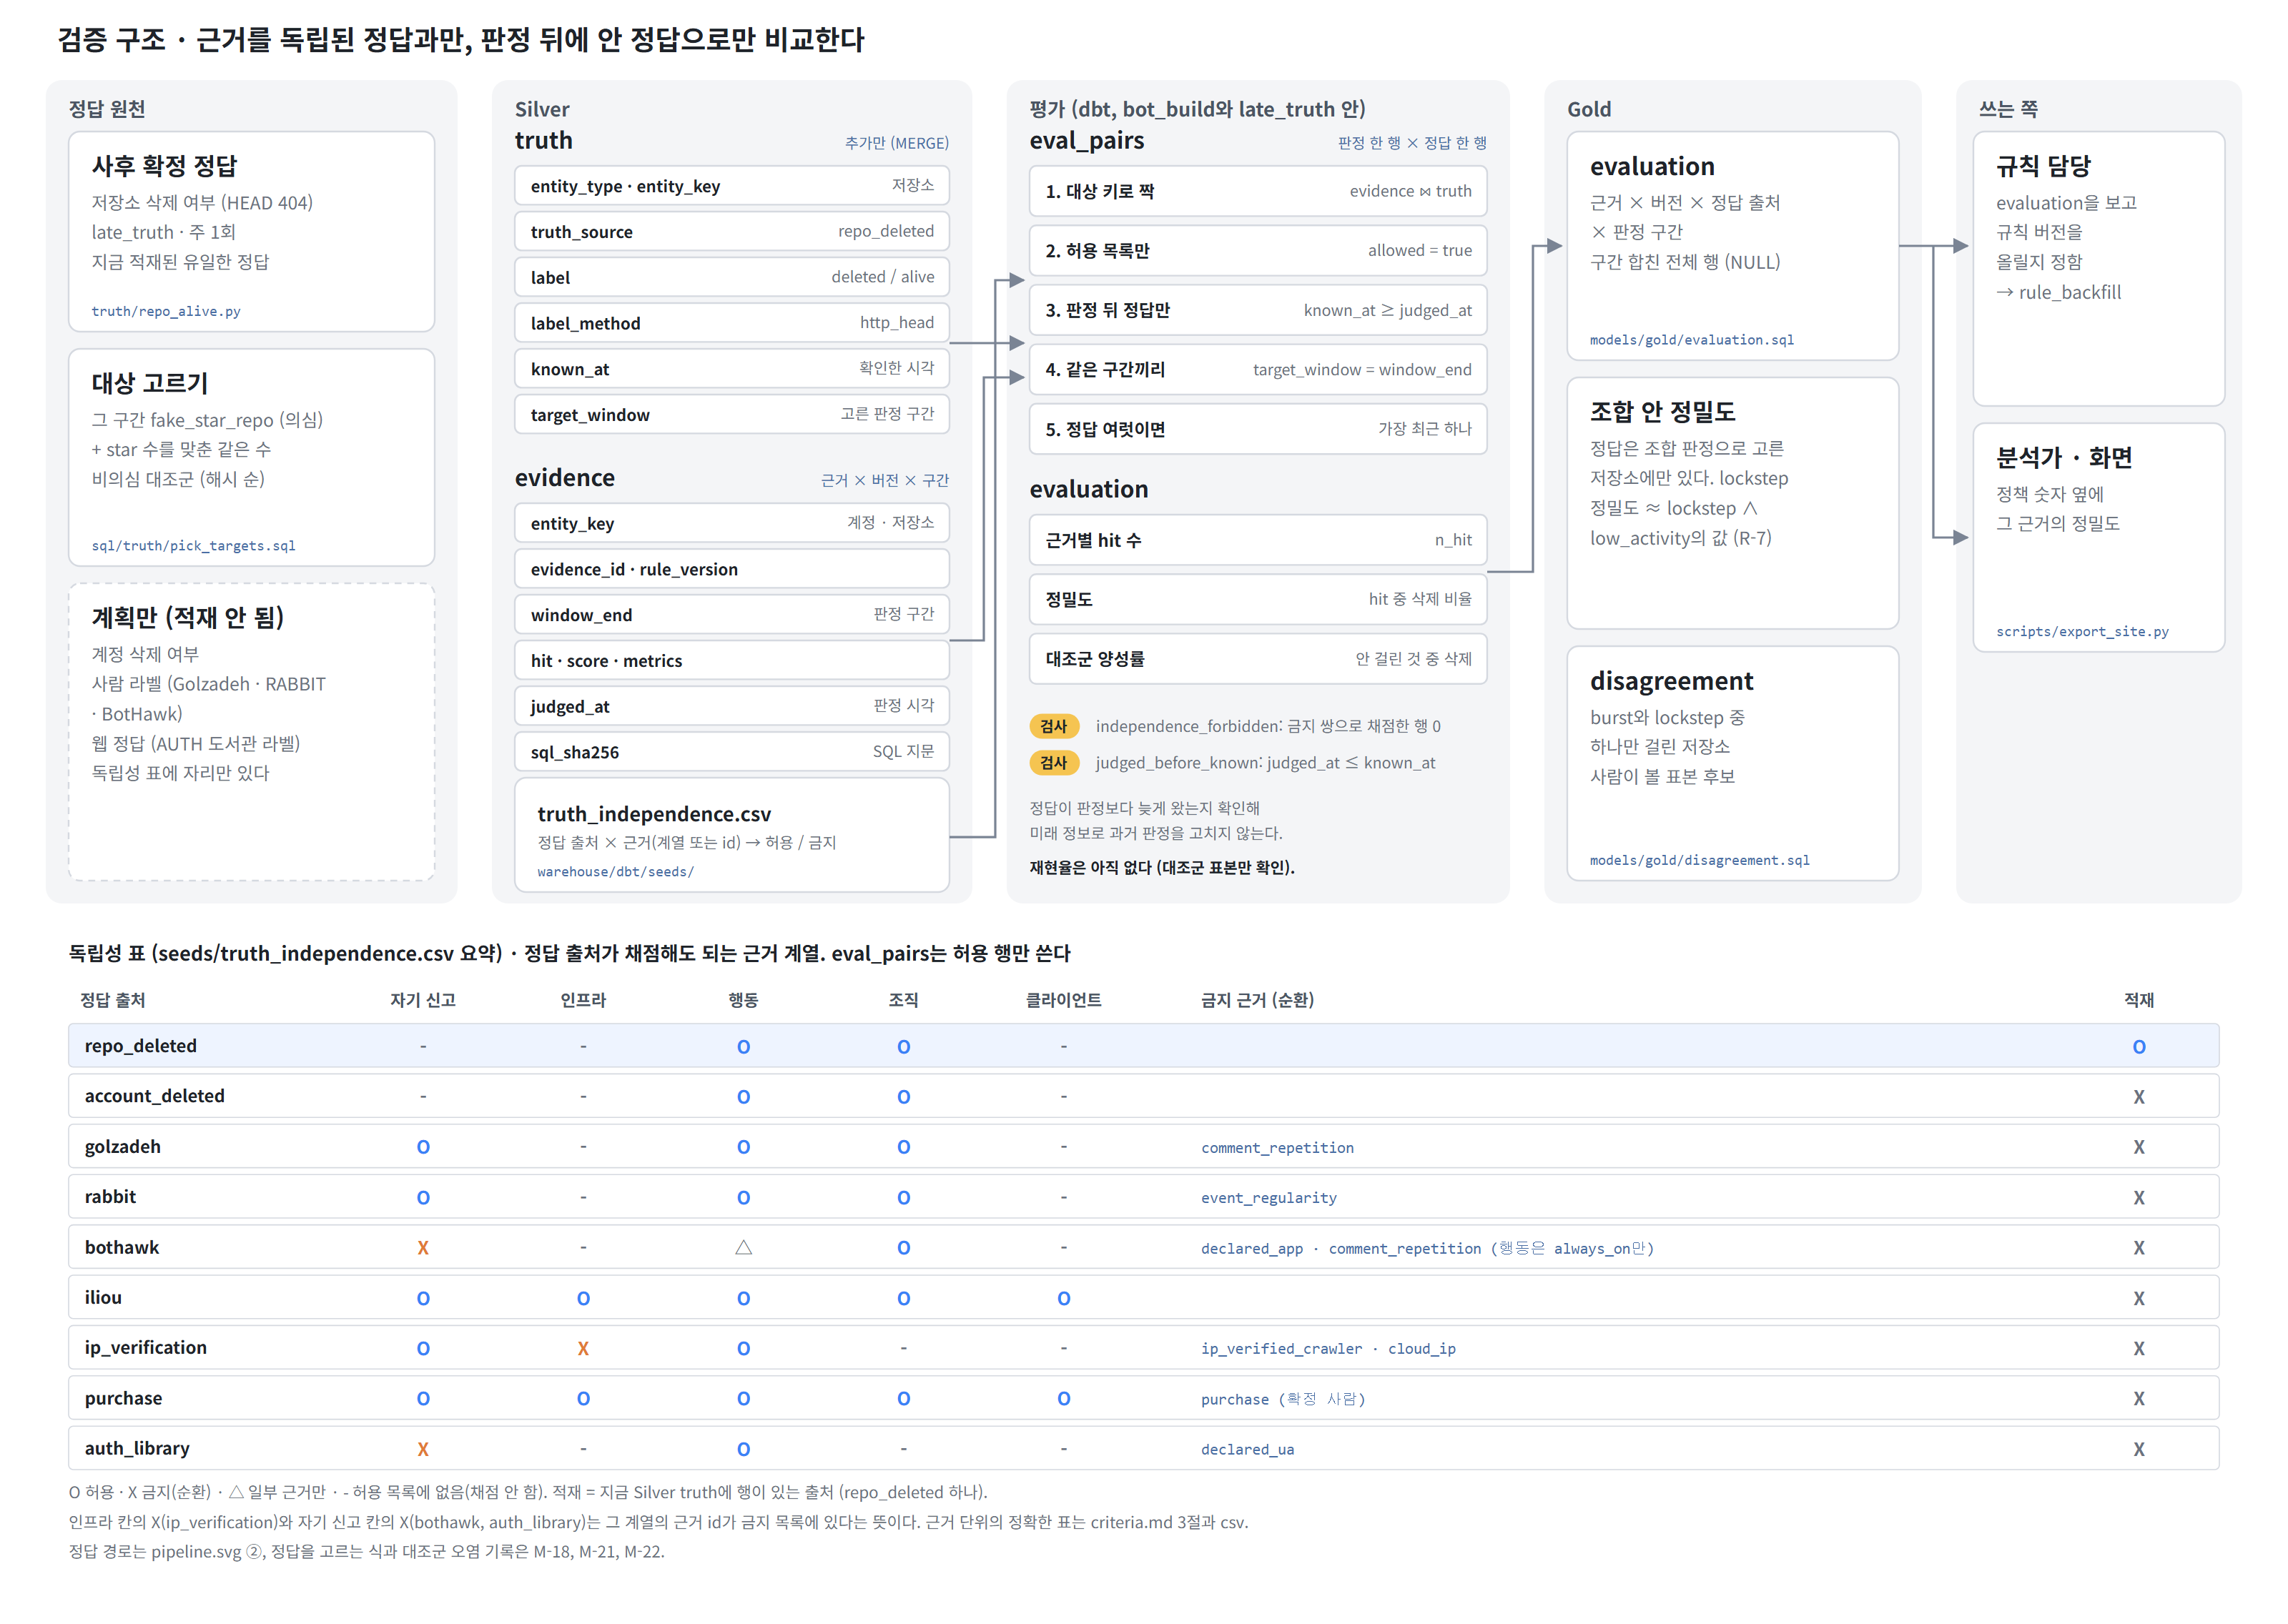 검증 구조 · 근거를 독립된 정답과만, 판정 뒤에 안 정답으로만 비교한다
정답 원천
사후 확정 정답
저장소 삭제 여부 (HEAD 404)
late_truth · 주 1회
지금 적재된 유일한 정답
truth/repo_alive.py
대상 고르기
그 구간 fake_star_repo (의심)
+ star 수를 맞춘 같은 수
비의심 대조군 (해시 순)
sql/truth/pick_targets.sql
계획만 (적재 안 됨)
계정 삭제 여부
사람 라벨 (Golzadeh · RABBIT
· BotHawk)
웹 정답 (AUTH 도서관 라벨)
독립성 표에 자리만 있다
Silver
truth 추가만 (MERGE)
entity_type · entity_key 저장소
truth_source repo_deleted
label deleted / alive
label_method http_head
known_at 확인한 시각
target_window 고른 판정 구간
evidence 근거 × 버전 × 구간
entity_key 계정 · 저장소
evidence_id · rule_version
window_end 판정 구간
hit · score · metrics
judged_at 판정 시각
sql_sha256 SQL 지문
truth_independence.csv
정답 출처 × 근거(계열 또는 id) → 허용 / 금지
warehouse/dbt/seeds/
평가 (dbt, bot_build와 late_truth 안)
eval_pairs 판정 한 행 × 정답 한 행
1. 대상 키로 짝 evidence ⋈ truth
2. 허용 목록만 allowed = true
3. 판정 뒤 정답만 known_at ≥ judged_at
4. 같은 구간끼리 target_window = window_end
5. 정답 여럿이면 가장 최근 하나
evaluation
근거별 hit 수 n_hit
정밀도 hit 중 삭제 비율
대조군 양성률 안 걸린 것 중 삭제
검사 independence_forbidden: 금지 쌍으로 채점한 행 0
검사 judged_before_known: judged_at ≤ known_at
정답이 판정보다 늦게 왔는지 확인해
미래 정보로 과거 판정을 고치지 않는다.
재현율은 아직 없다 (대조군 표본만 확인).
Gold
evaluation
근거 × 버전 × 정답 출처
× 판정 구간
구간 합친 전체 행 (NULL)
models/gold/evaluation.sql
조합 안 정밀도
정답은 조합 판정으로 고른
저장소에만 있다. lockstep
정밀도 ≈ lockstep ∧
low_activity의 값 (R-7)
disagreement
burst와 lockstep 중
하나만 걸린 저장소
사람이 볼 표본 후보
models/gold/disagreement.sql
쓰는 쪽
규칙 담당
evaluation을 보고
규칙 버전을
올릴지 정함
→ rule_backfill
분석가 · 화면
정책 숫자 옆에
그 근거의 정밀도
scripts/export_site.py
독립성 표 (seeds/truth_independence.csv 요약) · 정답 출처가 채점해도 되는 근거 계열. eval_pairs는 허용 행만 쓴다
정답 출처 자기 신고 인프라 행동 조직 클라이언트 금지 근거 (순환) 적재
repo_deleted - - O O - O
account_deleted - - O O - X
golzadeh O - O O - comment_repetition X
rabbit O - O O - event_regularity X
bothawk X - △ O - declared_app · comment_repetition (행동은 always_on만) X
iliou O O O O O X
ip_verification O X O - - ip_verified_crawler · cloud_ip X
purchase O O O O O purchase (확정 사람) X
auth_library X - O - - declared_ua X
O 허용 · X 금지(순환) · △ 일부 근거만 · - 허용 목록에 없음(채점 안 함). 적재 = 지금 Silver truth에 행이 있는 출처 (repo_deleted 하나).
인프라 칸의 X(ip_verification)와 자기 신고 칸의 X(bothawk, auth_library)는 그 계열의 근거 id가 금지 목록에 있다는 뜻이다. 근거 단위의 정확한 표는 criteria.md 3절과 csv.
정답 경로는 pipeline.svg ②, 정답을 고르는 식과 대조군 오염 기록은 M-18, M-21, M-22.